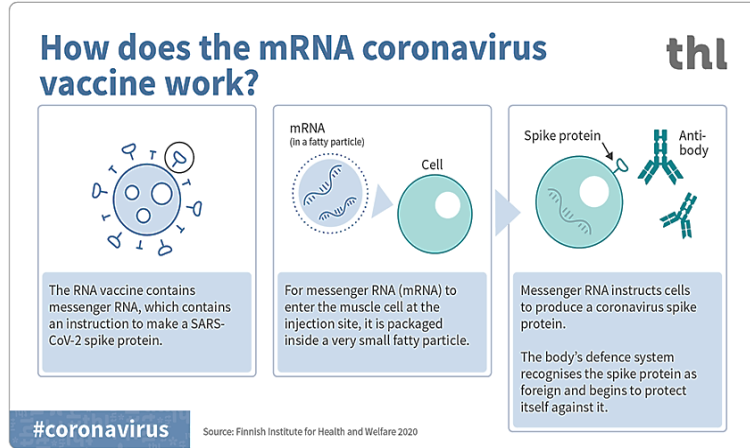 How does the mRNA coronavirus
vaccine work?
thl
The RNA vaccine contains
messenger RNA, which contains
an instruction to make a SARS-
CoV-2 spike protein.
mRNA
(in a fatty particle)
Cell
For messenger RNA (mRNA) to
enter the muscle cell at the
injection site, it is packaged
inside a very small fatty particle.
Spike protein
Anti-
body
Messenger RNA instructs cells
to produce a coronavirus spike
protein.
The body’s defence system
recognises the spike protein as
foreign and begins to protect
itself against it.
#coronavirus
Source: Finnish Institute for Health and Welfare 2020